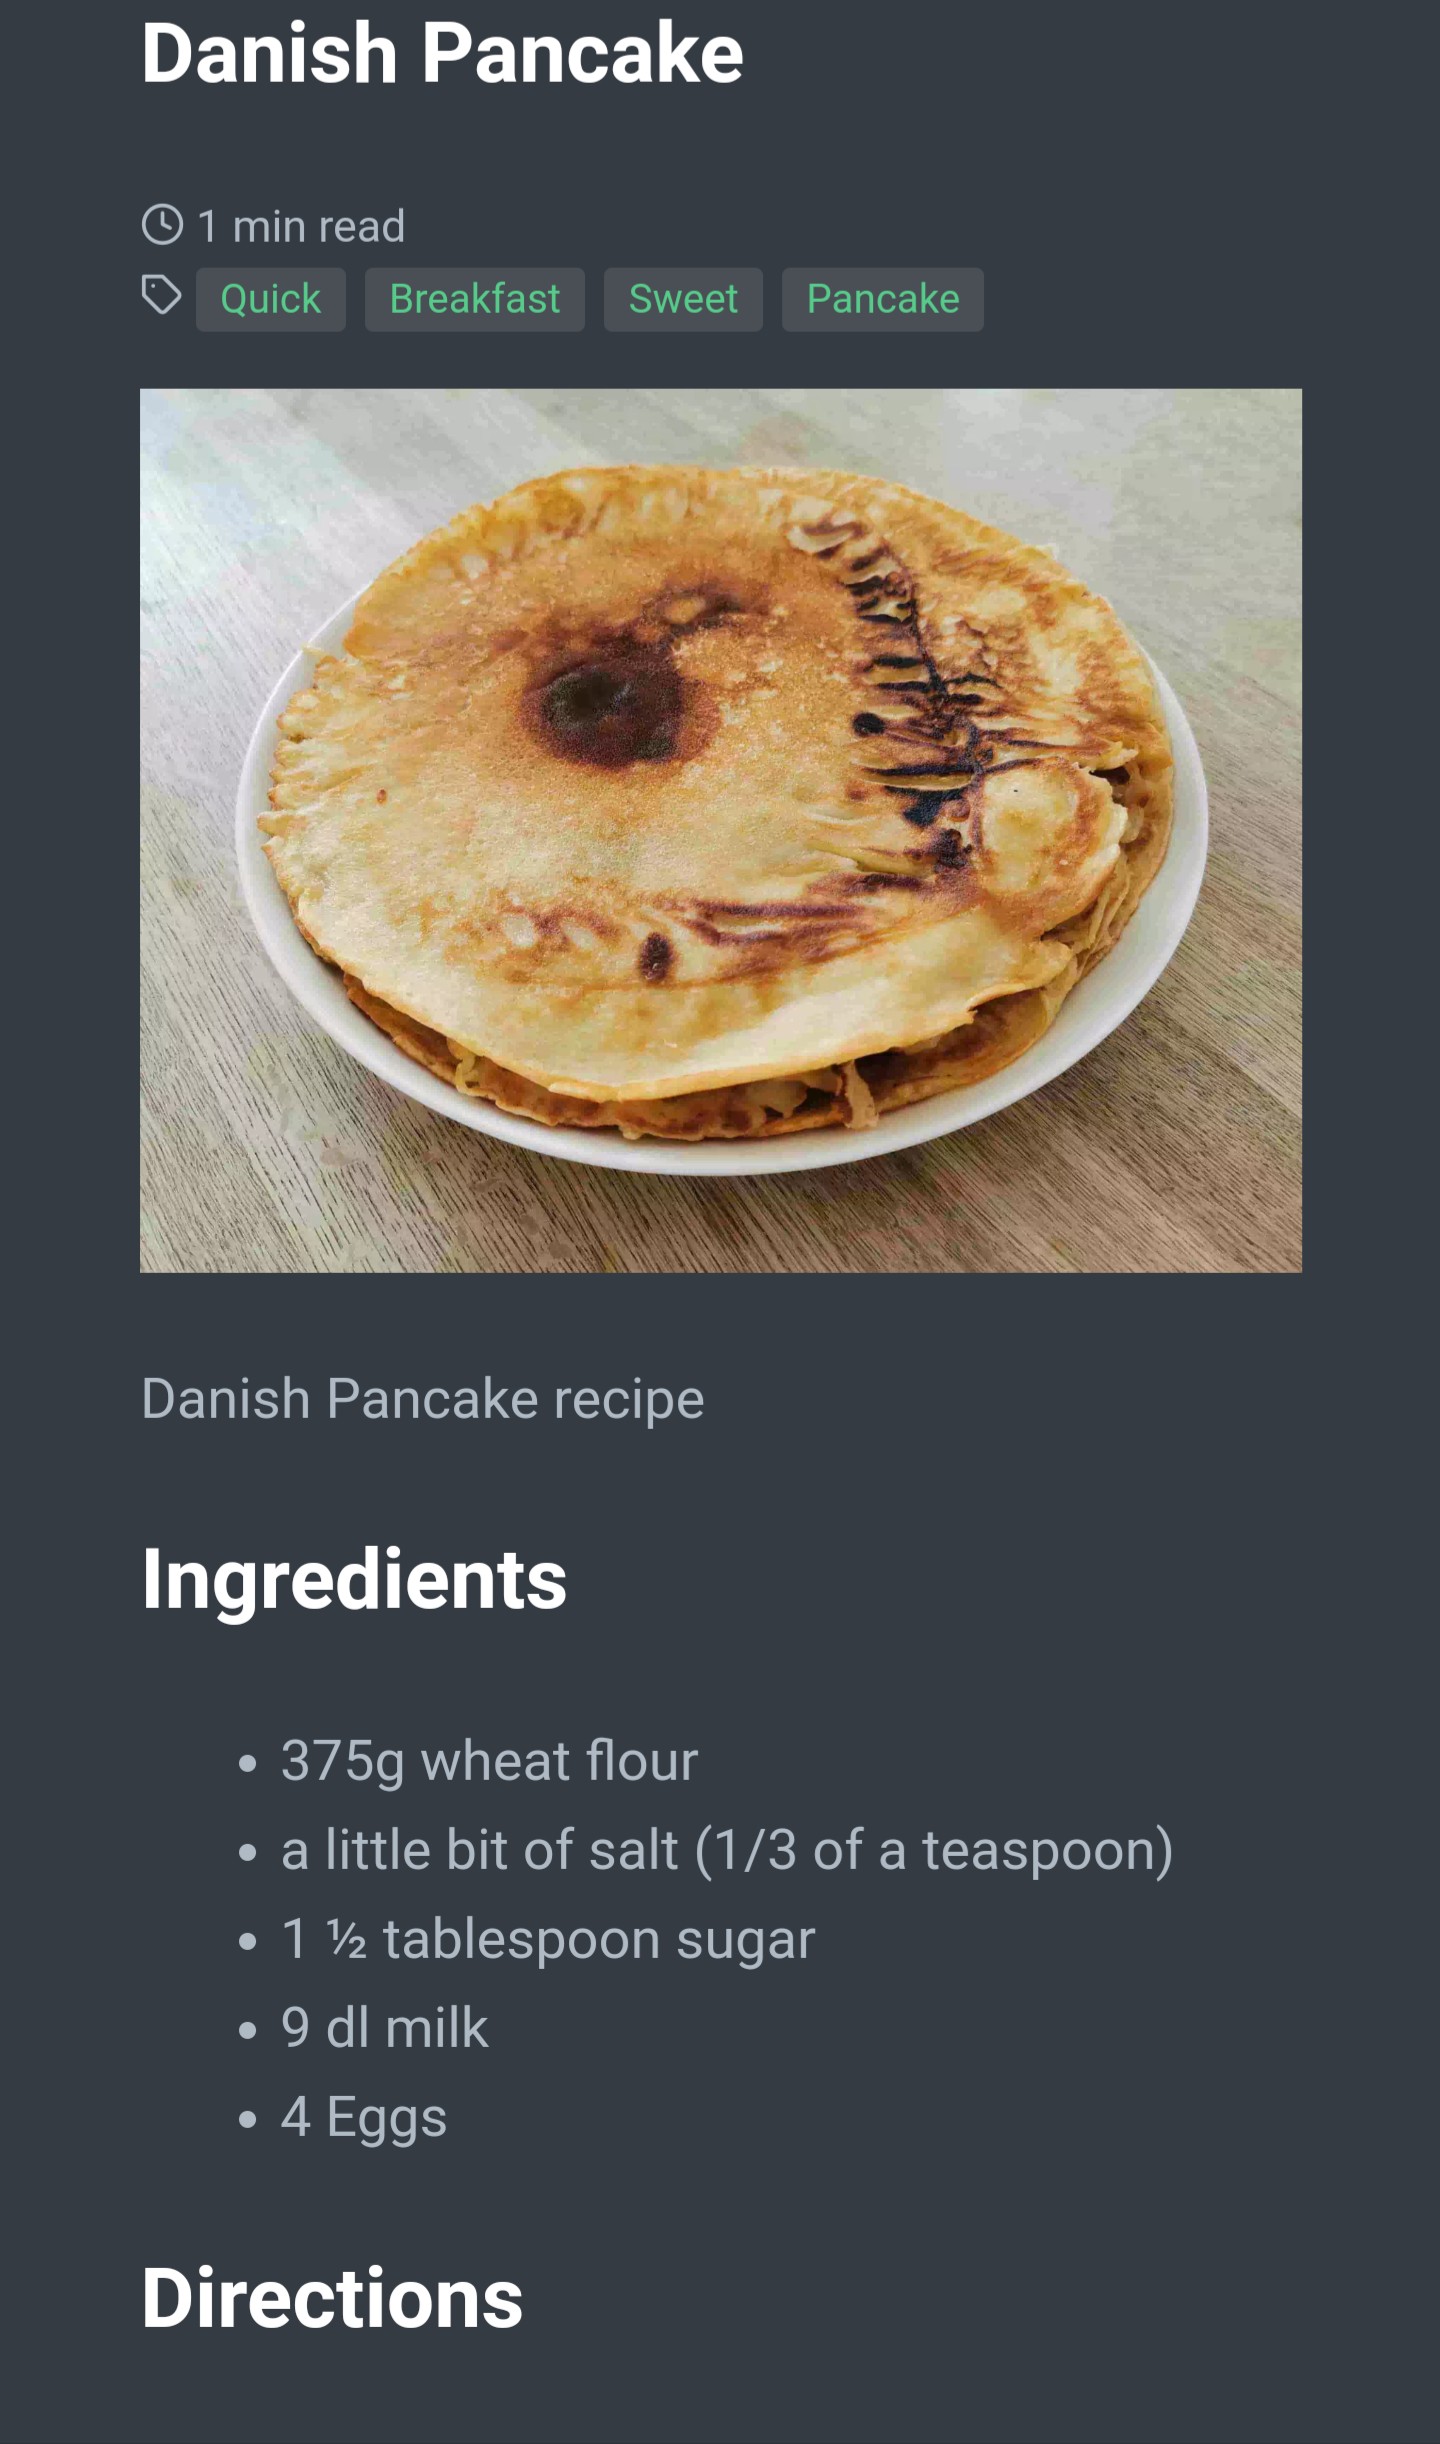 Danish Pancake
1 min read
Quick Breakfast Sweet Pancake
Danish Pancake recipe
Ingredients
• 375g wheat flour
• a little bit of salt (1/3 of a teaspoon)
• 1 ½ tablespoon sugar
• 9 dl milk
• 4 Eggs
Directions